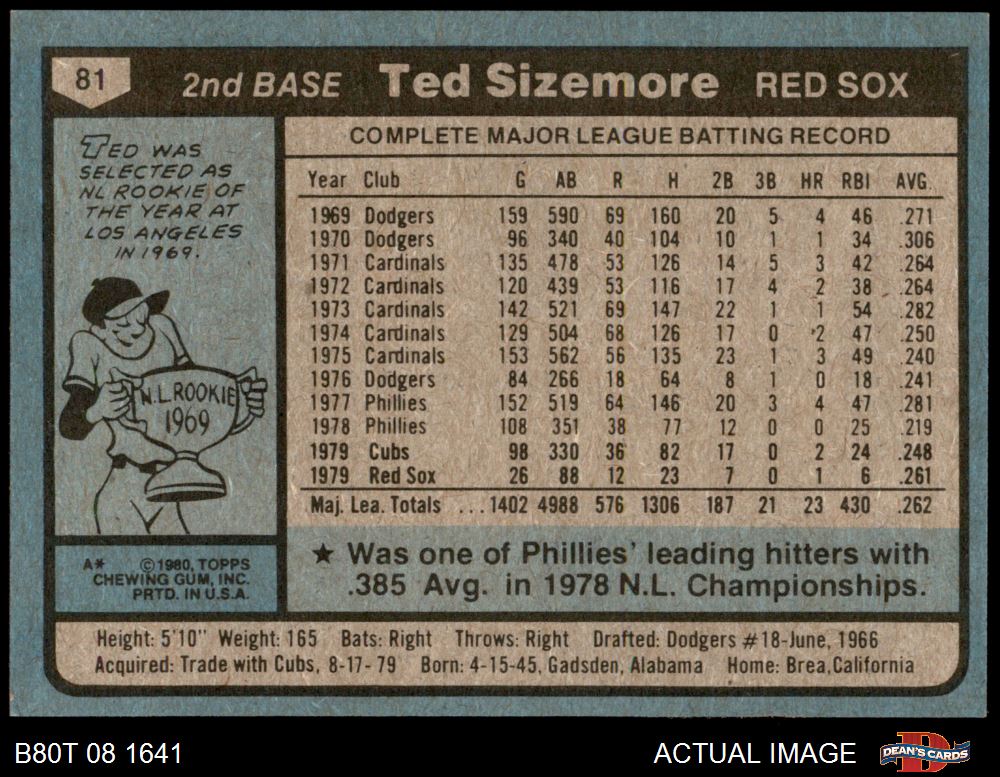 81 2nd BASE Ted Sizemore RED SOX
TED WAS
SELECTED AS
NL ROOKIE OF
THE YEAR AT
LOS ANGELES
IN 1969.
N.L. ROOKIE
1969
A* ©1980, TOPPS
CHEWING GUM, INC.
PRTD. IN U.S.A.
COMPLETE MAJOR LEAGUE BATTING RECORD
Year Club G AB R H 2B 3B HR RBI AVG.
1969 Dodgers 159 590 69 160 20 5 4 46 .271
1970 Dodgers 96 340 40 104 10 1 1 34 .306
1971 Cardinals 135 478 53 126 14 5 3 42 .264
1972 Cardinals 120 439 53 116 17 4 2 38 .264
1973 Cardinals 142 521 69 147 22 1 1 54 .282
1974 Cardinals 129 504 68 126 17 0 2 47 .250
1975 Cardinals 153 562 56 135 23 1 3 49 .240
1976 Dodgers 84 266 18 64 8 1 0 18 .241
1977 Phillies 152 519 64 146 20 3 4 47 .281
1978 Phillies 108 351 38 77 12 0 0 25 .219
1979 Cubs 98 330 36 82 17 0 2 24 .248
1979 Red Sox 26 88 12 23 7 0 1 6 .261
Maj. Lea. Totals ...1402 4988 576 1306 187 21 23 430 .262
★ Was one of Phillies' leading hitters with
.385 Avg. in 1978 N.L. Championships.
Height: 5'10" Weight: 165 Bats: Right Throws: Right Drafted: Dodgers #18-June, 1966
Acquired: Trade with Cubs, 8-17-79 Born: 4-15-45, Gadsden, Alabama Home: Brea, California
B80T 08 1641 ACTUAL IMAGE DEAN'S CARDS